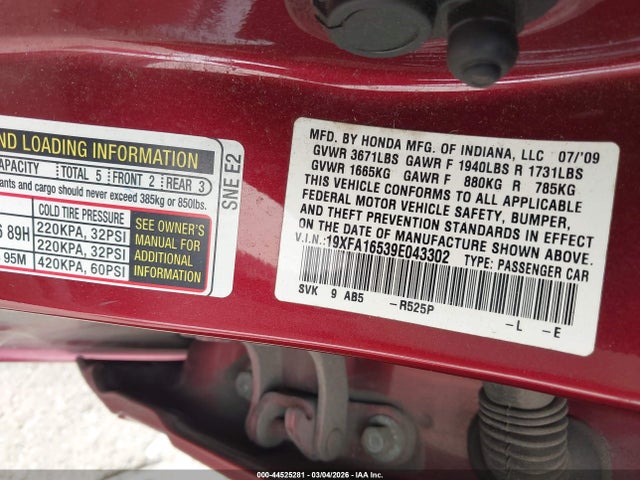 ND LOADING INFORMATION
APACITY TOTAL 5 FRONT 2 REAR 3
ants and cargo should never exceed 385kg or 850lbs.
COLD TIRE PRESSURE
6 89H 220KPA, 32PSI
220KPA, 32PSI
95M 420KPA, 60PSI
SEE OWNER'S
MANUAL FOR
ADDITIONAL
INFORMATION
SNE E2
MFD. BY HONDA MFG. OF INDIANA, LLC 07/'09
GVWR 3671LBS GAWR F 1940LBS R 1731LBS
GVWR 1665KG GAWR F 880KG R 785KG
THIS VEHICLE CONFORMS TO ALL APPLICABLE
FEDERAL MOTOR VEHICLE SAFETY, BUMPER,
AND THEFT PREVENTION STANDARDS IN EFFECT
ON THE DATE OF MANUFACTURE SHOWN ABOVE.
V.I.N.:19XFA16539E043302 TYPE: PASSENGER CAR
SVK 9 AB5 -R525P -L -E
000-44525281 - 03/04/2026 - IAA Inc.